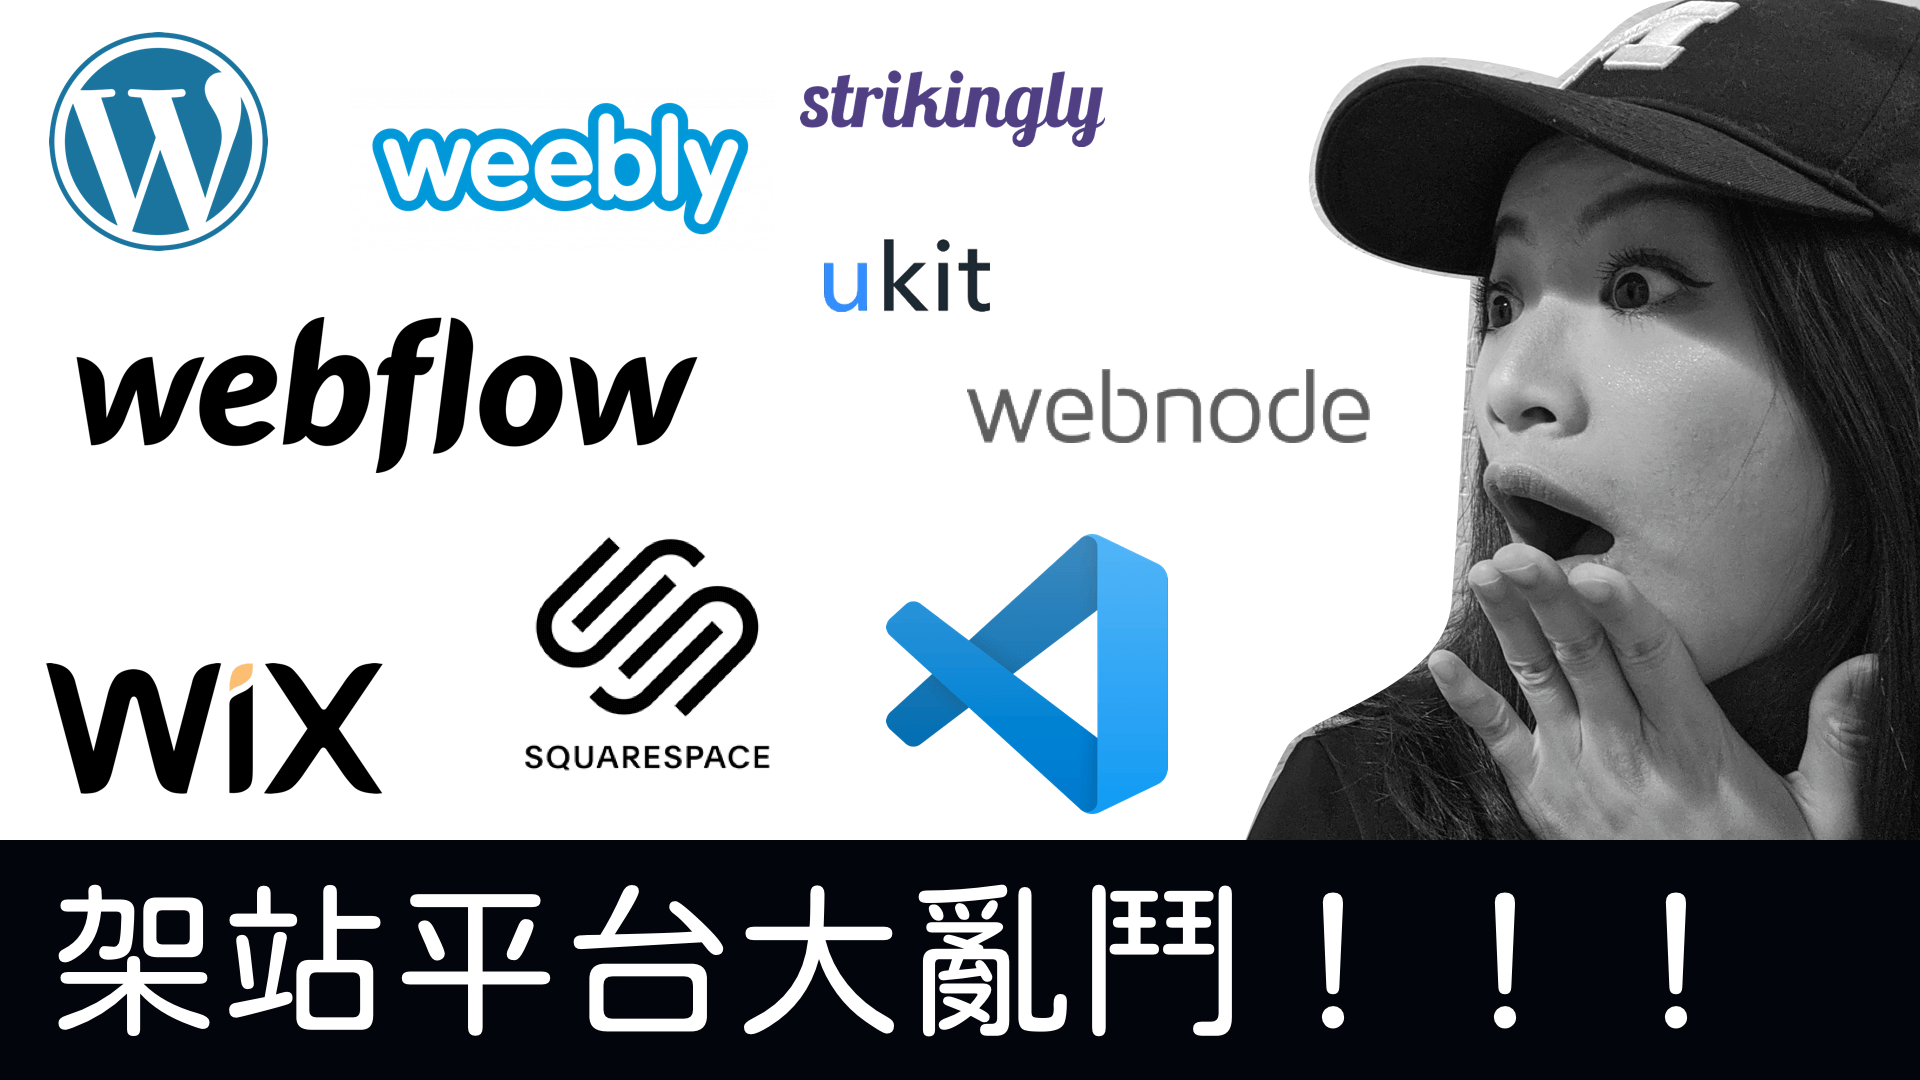 W
weebly
strikingly
ukit
webflow
webnode
WiX
SQUARESPACE
架站平台大亂鬥！！！